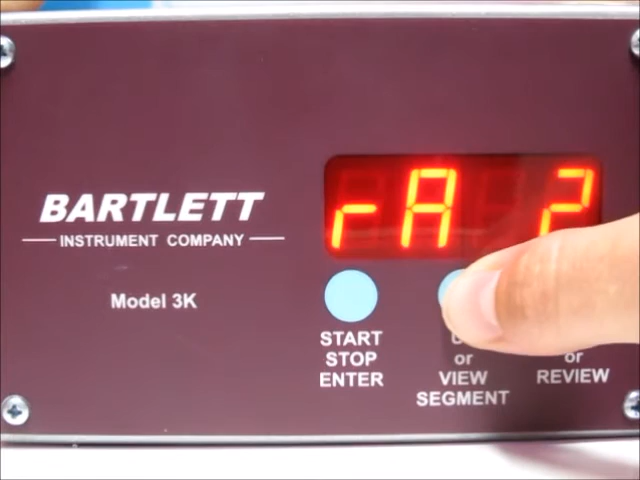 BARTLETT
INSTRUMENT COMPANY
Model 3K
rA 2
START
STOP
ENTER
or
VIEW
SEGMENT
or
REVIEW